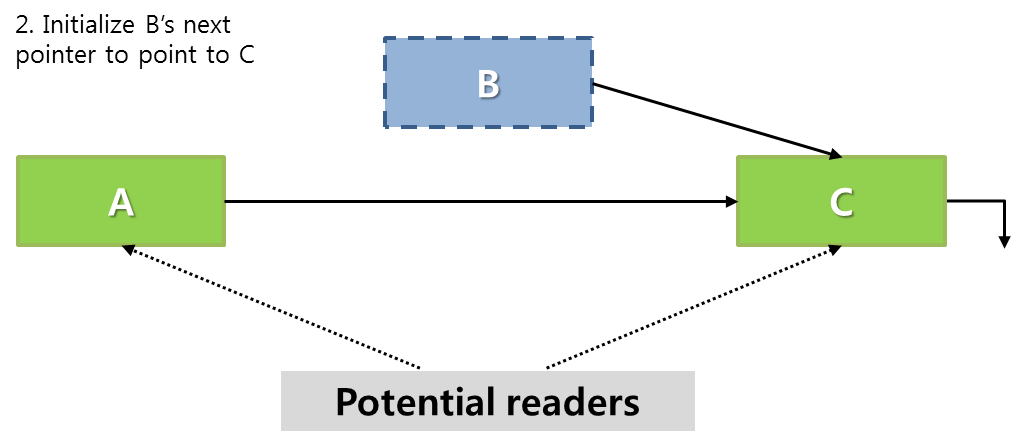 2. Initialize B’s next
pointer to point to C
B
A
C
Potential readers